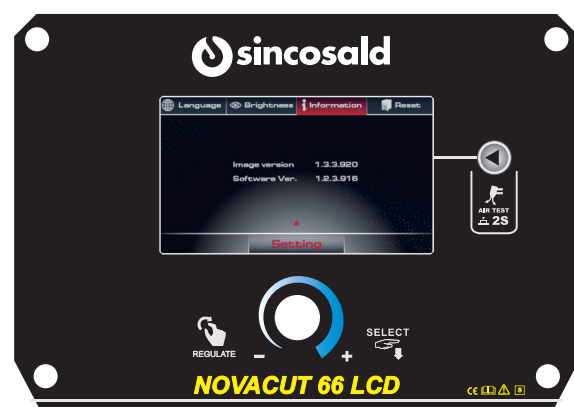 sincosald
Language Brightness Information Reset
Image version 1.3.3.920
Software Ver. 1.2.3.916
Setting
AIR TEST
2S
REGULATE
- +
SELECT
NOVACUT 66 LCD
CE S